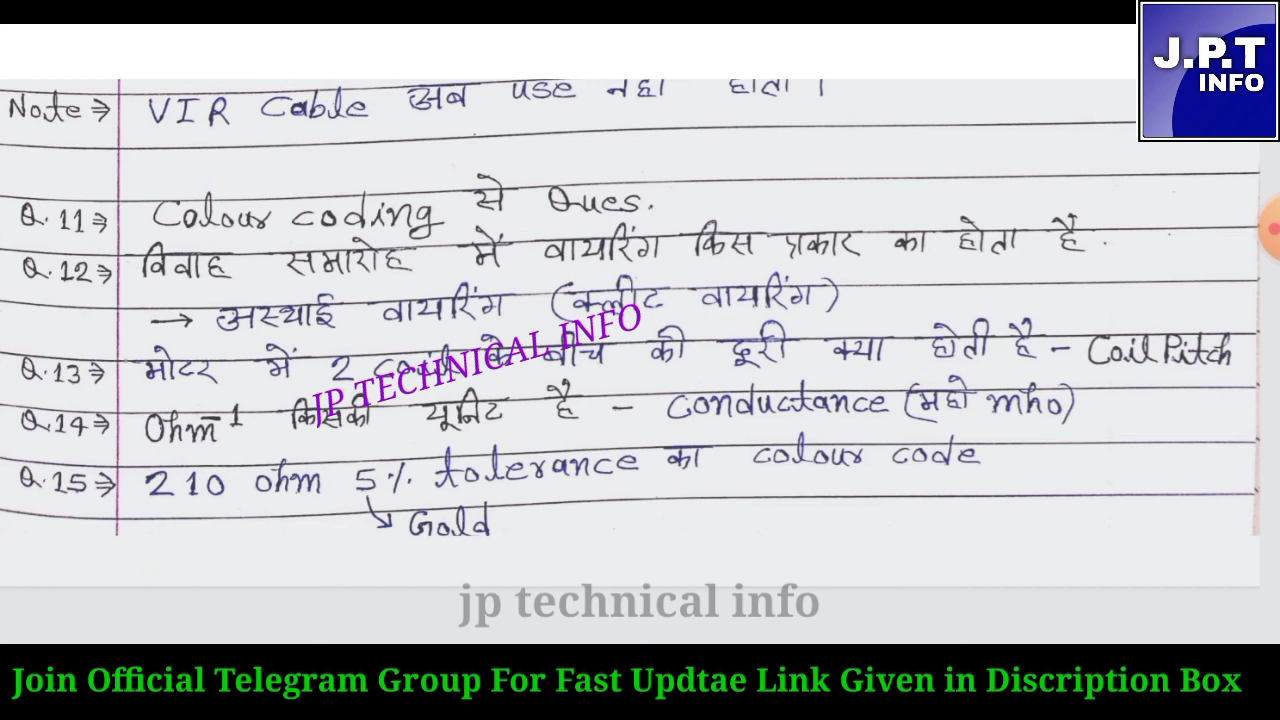 J.P.T
INFO
Note ⇒ VIR Cable अब use नहीं होता ।
Q.11 ⇒ Colour coding से Ques.
Q.12 ⇒ विवाह समारोह में वायरिंग किस प्रकार का होता है .
→ अस्थाई वायरिंग (क्लीट वायरिंग)
Q.13 ⇒ मोटर में 2 coil के बीच की दूरी क्या होती है - Coil Pitch
JP TECHNICAL INFO
Q.14 ⇒ Ohm⁻¹ किसकी यूनिट है - Conductance (महो mho)
Q.15 ⇒ 210 ohm 5% tolerance का colour code
↘ Gold
jp technical info
Join Official Telegram Group For Fast Updtae Link Given in Discription Box